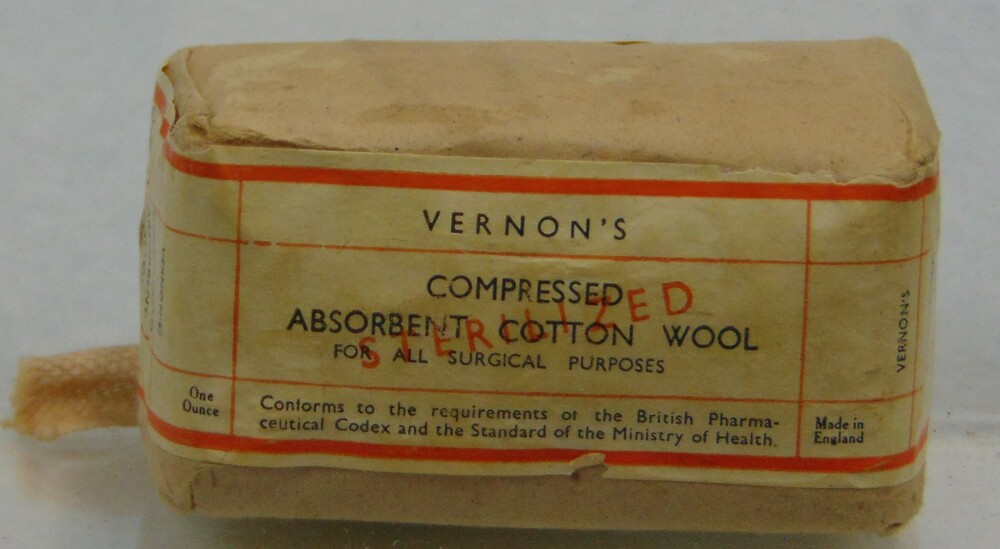 VERNON'S
COMPRESSED
ABSORBENT COTTON WOOL
STERILIZED
FOR ALL SURGICAL PURPOSES
One
Ounce
Conforms to the requirements of the British Pharma-
ceutical Codex and the Standard of the Ministry of Health.
Made in
England
VERNON'S